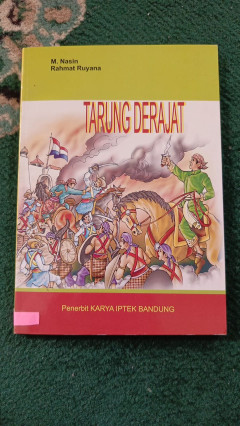 M. Nasin
Rahmat Ruyana
TARUNG DERAJAT
Penerbit KARYA IPTEK BANDUNG